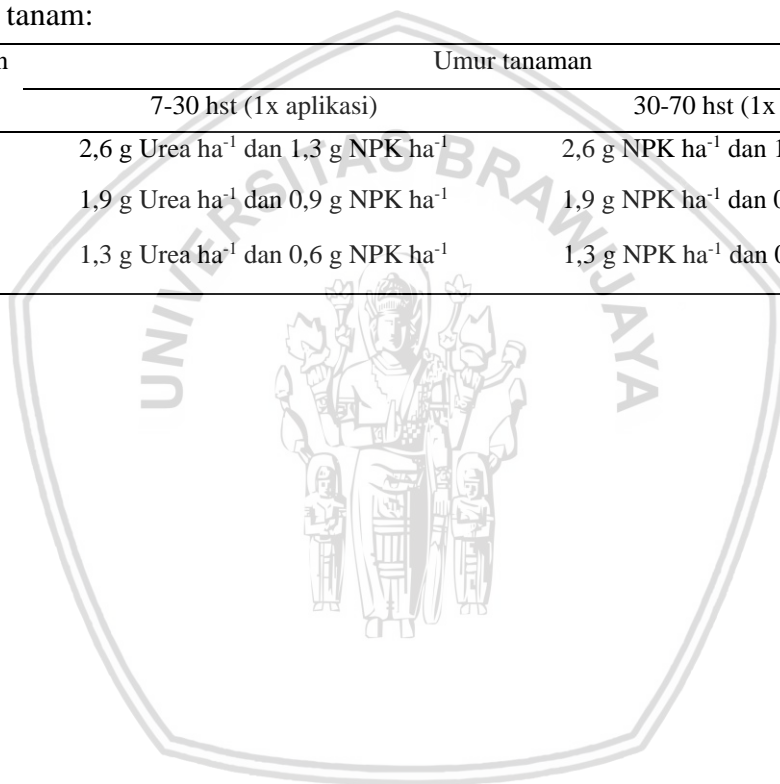 tanam:
n Umur tanaman
7-30 hst (1x aplikasi) 30-70 hst (1x
2,6 g Urea ha⁻¹ dan 1,3 g NPK ha⁻¹ 2,6 g NPK ha⁻¹ dan 1
1,9 g Urea ha⁻¹ dan 0,9 g NPK ha⁻¹ 1,9 g NPK ha⁻¹ dan 0
1,3 g Urea ha⁻¹ dan 0,6 g NPK ha⁻¹ 1,3 g NPK ha⁻¹ dan 0
UNIVERSITAS BRAWIJAYA